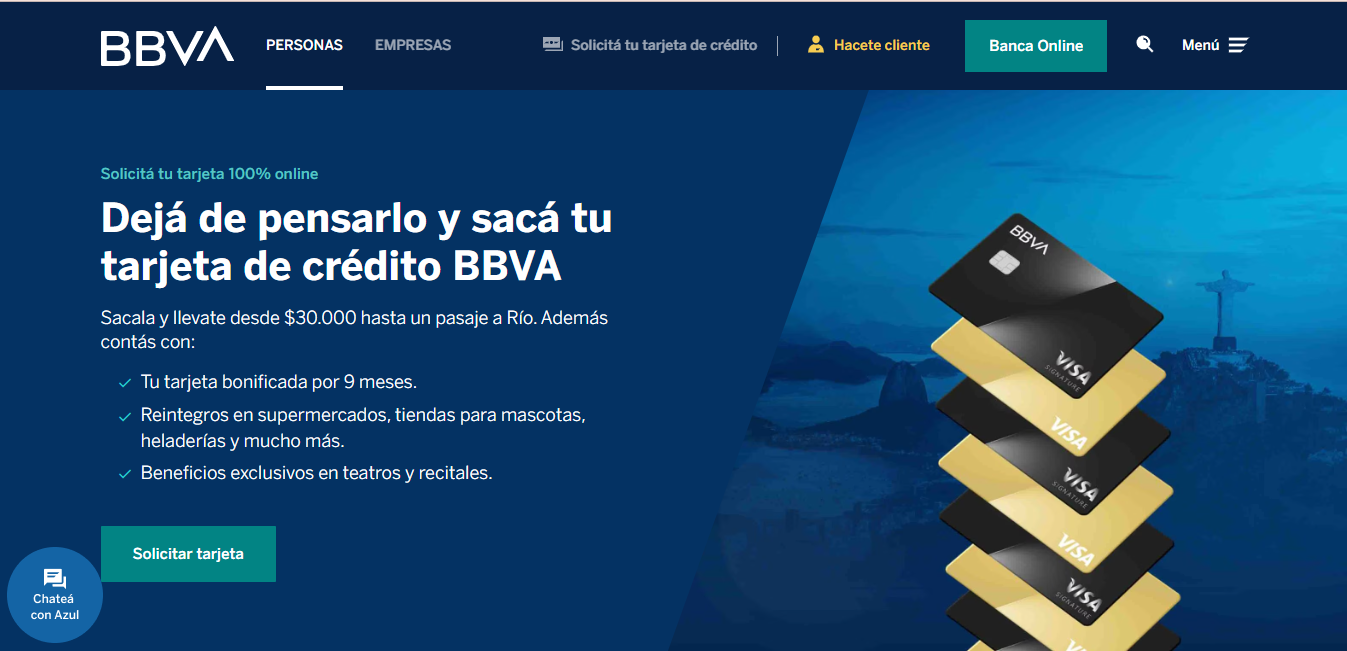 BBVA
PERSONAS
EMPRESAS
Solicitá tu tarjeta de crédito
Hacete cliente
Banca Online
Menú
Solicitá tu tarjeta 100% online
Dejá de pensarlo y sacá tu
tarjeta de crédito BBVA
Sacala y llevate desde $30.000 hasta un pasaje a Río. Además
contás con:
Tu tarjeta bonificada por 9 meses.
Reintegros en supermercados, tiendas para mascotas,
heladerías y mucho más.
Beneficios exclusivos en teatros y recitales.
Solicitar tarjeta
Chateá
con Azul
BBVA
VISA
SIGNATURE
VISA
VISA
SIGNATURE
VISA
VISA
SIGNATURE
VISA